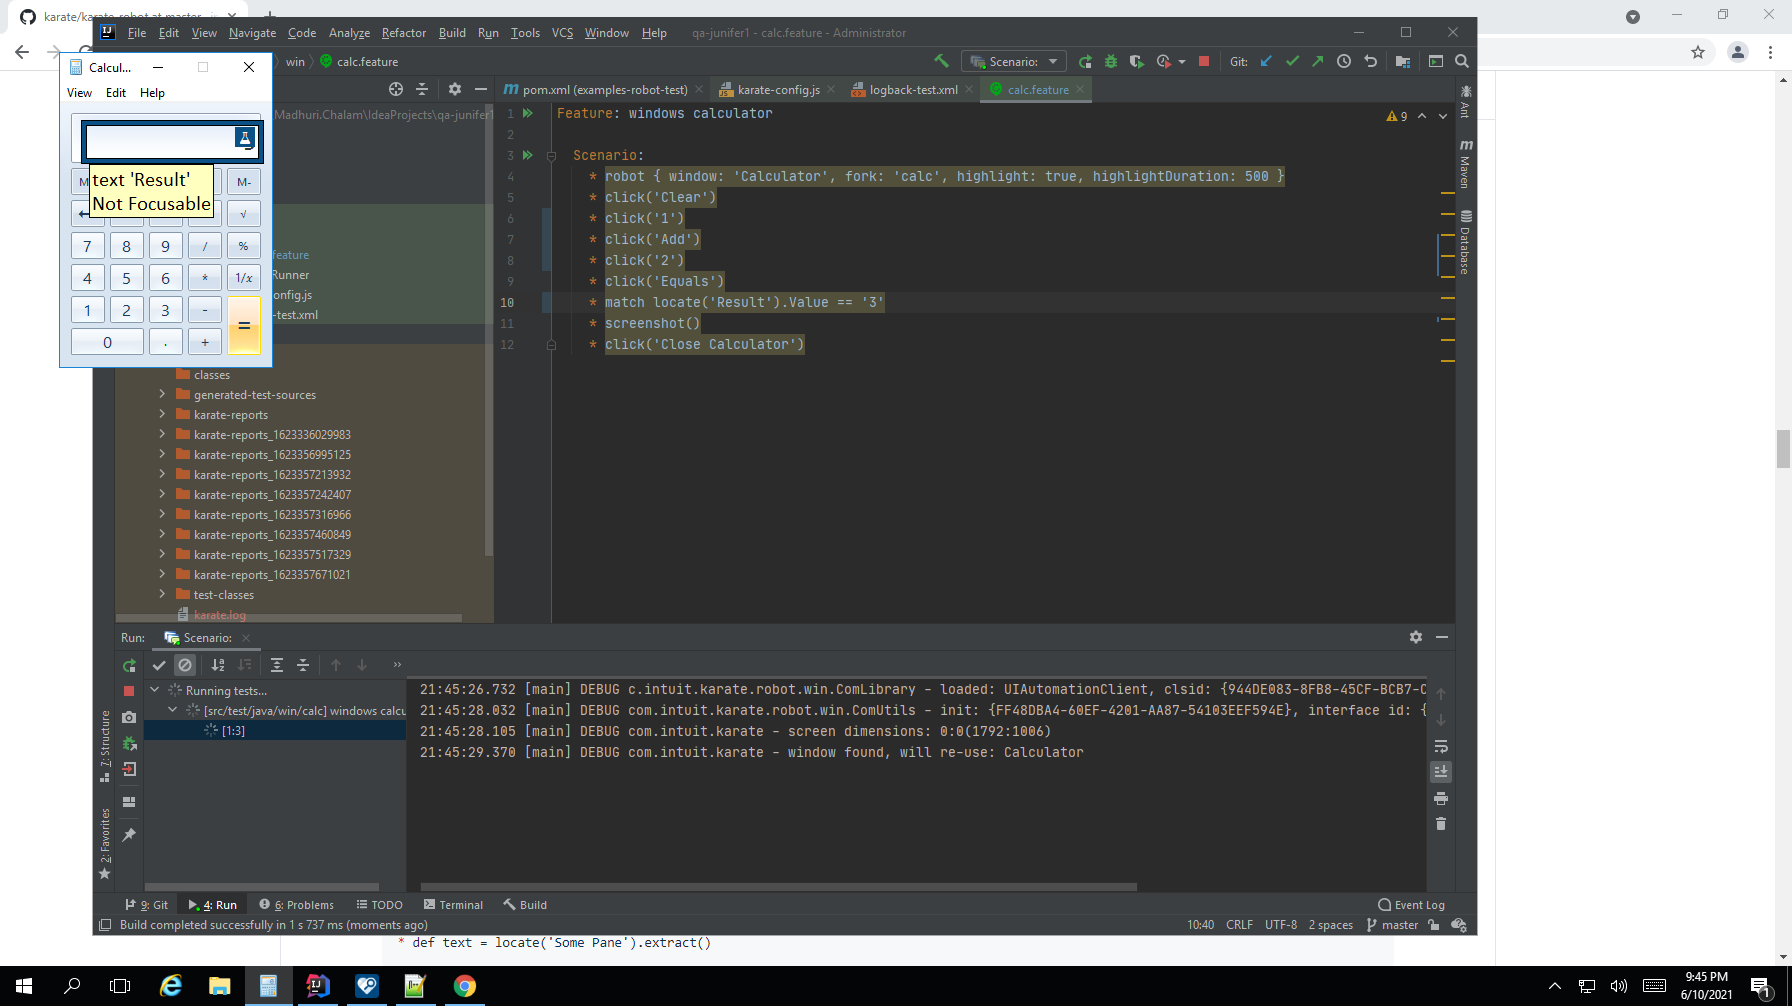 karate/karate-robot at master
File Edit View Navigate Code Analyze Refactor Build Run Tools VCS Window Help qa-junifer1 - calc.feature - Administrator
win calc.feature
Scenario:
Git:
Calcul...
View Edit Help
pom.xml (examples-robot-test)
karate-config.js
logback-test.xml
calc.feature
Madhuri.Chalam\IdeaProjects\qa-junifer1
text 'Result'
Not Focusable
M-
√
7 8 9 / %
4 5 6 * 1/x
1 2 3 - =
0 . +
feature
Runner
onfig.js
-test.xml
classes
generated-test-sources
karate-reports
karate-reports_1623336029983
karate-reports_1623356995125
karate-reports_1623357213932
karate-reports_1623357242407
karate-reports_1623357316966
karate-reports_1623357460849
karate-reports_1623357517329
karate-reports_1623357671021
test-classes
karate.log
9
1 Feature: windows calculator
2
3 Scenario:
4 * robot { window: 'Calculator', fork: 'calc', highlight: true, highlightDuration: 500 }
5 * click('Clear')
6 * click('1')
7 * click('Add')
8 * click('2')
9 * click('Equals')
10 * match locate('Result').Value == '3'
11 * screenshot()
12 * click('Close Calculator')
Ant
Maven
Database
Run: Scenario:
Running tests...
[src/test/java/win/calc] windows calcu
[1:3]
21:45:26.732 [main] DEBUG c.intuit.karate.robot.win.ComLibrary - loaded: UIAutomationClient, clsid: {944DE083-8FB8-45CF-BCB7-C
21:45:28.032 [main] DEBUG com.intuit.karate.robot.win.ComUtils - init: {FF48DBA4-60EF-4201-AA87-54103EEF594E}, interface id: {
21:45:28.105 [main] DEBUG com.intuit.karate - screen dimensions: 0:0(1792:1006)
21:45:29.370 [main] DEBUG com.intuit.karate - window found, will re-use: Calculator
7: Structure
2: Favorites
9: Git 4: Run 6: Problems TODO Terminal Build Event Log
Build completed successfully in 1 s 737 ms (moments ago) 10:40 CRLF UTF-8 2 spaces master
* def text = locate('Some Pane').extract()
9:45 PM
6/10/2021
1